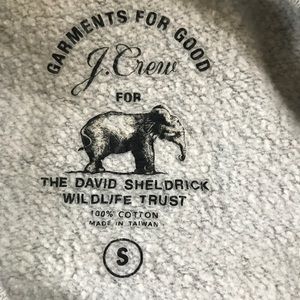 GARMENTS FOR GOOD
J.Crew
FOR
THE DAVID SHELDRICK
WILDLIFE TRUST
100% COTTON
MADE IN TAIWAN
S